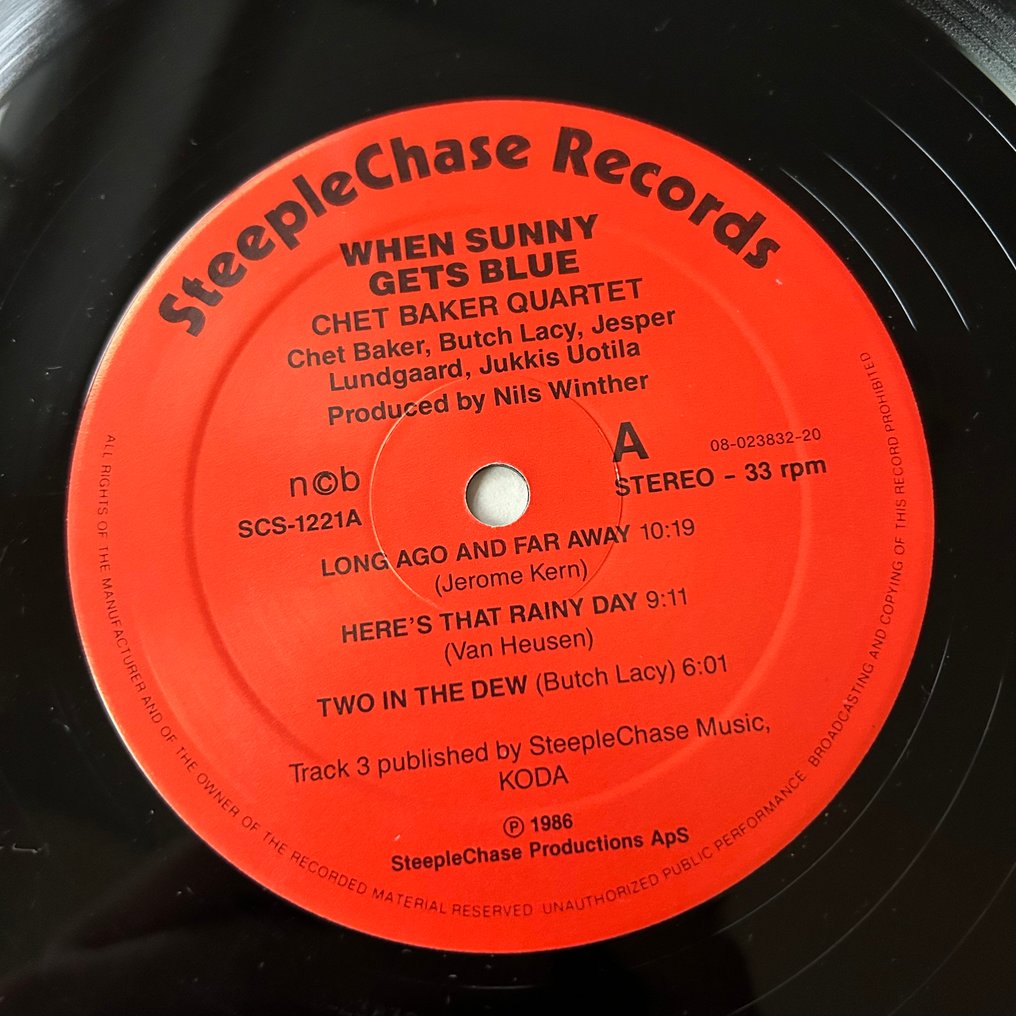 SteepleChase Records
WHEN SUNNY
GETS BLUE
CHET BAKER QUARTET
Chet Baker, Butch Lacy, Jesper
Lundgaard, Jukkis Uotila
Produced by Nils Winther
A
08-023832-20
n©b
STEREO – 33 rpm
SCS-1221A
LONG AGO AND FAR AWAY 10:19
(Jerome Kern)
HERE'S THAT RAINY DAY 9:11
(Van Heusen)
TWO IN THE DEW (Butch Lacy) 6:01
Track 3 published by SteepleChase Music,
KODA
℗ 1986
SteepleChase Productions ApS
ALL RIGHTS OF THE MANUFACTURER AND OF THE OWNER OF THE RECORDED MATERIAL RESERVED UNAUTHORIZED PUBLIC PERFORMANCE BROADCASTING AND COPYING OF THIS RECORD PROHIBITED